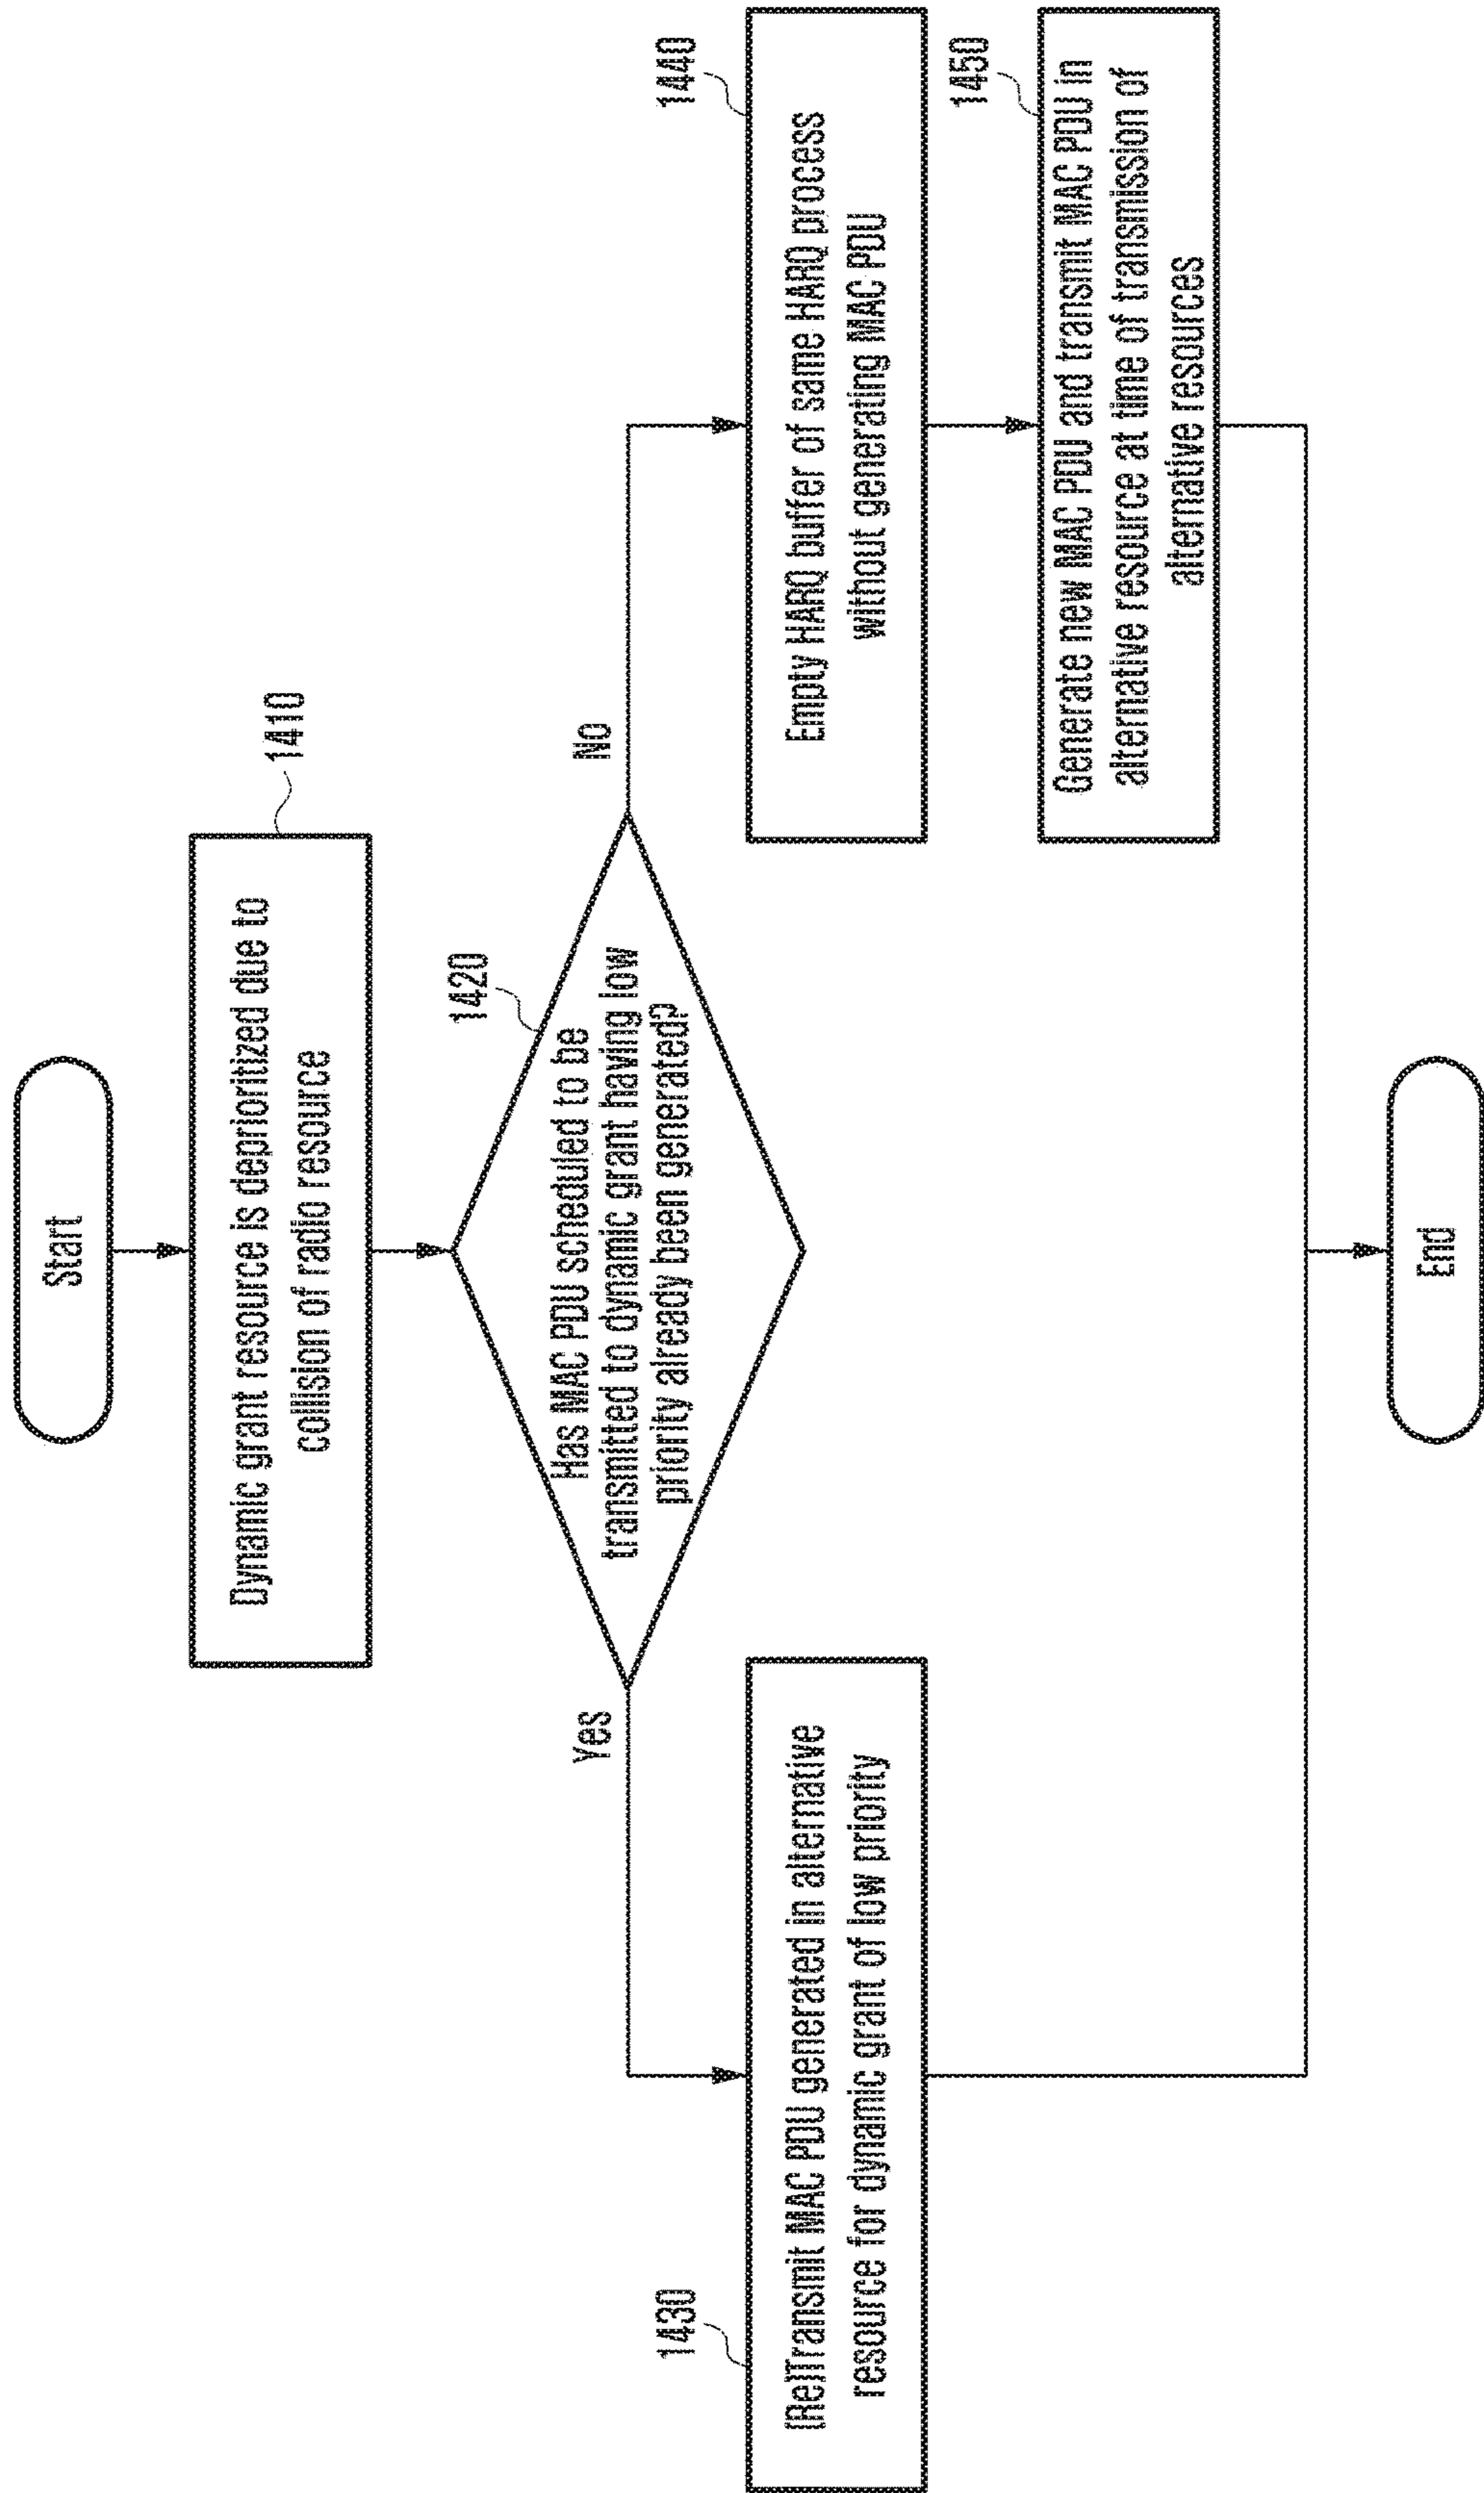 Start
1410
Dynamic grant resource is deprioritized due to
collision of radio resource
1420
Has MAC PDU scheduled to be
transmitted to dynamic grant having low
priority already been generated?
Yes
No
1430
(Re)Transmit MAC PDU generated in alternative
resource for dynamic grant of low priority
1440
Empty HARQ buffer of same HARQ process
without generating MAC PDU
1450
Generate new MAC PDU and transmit MAC PDU in
alternative resource at time of transmission of
alternative resources
End